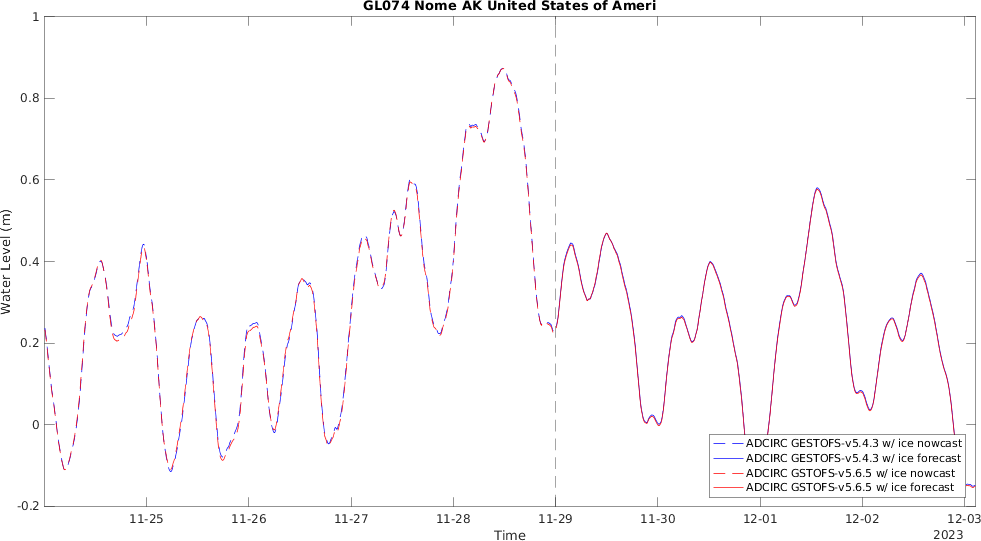 GL074 Nome AK United States of Ameri
1
0.8
0.6
0.4
0.2
0
-0.2
Water Level (m)
11-25
11-26
11-27
11-28
11-29
11-30
12-01
12-02
12-03
2023
Time
ADCIRC GESTOFS-v5.4.3 w/ ice nowcast
ADCIRC GESTOFS-v5.4.3 w/ ice forecast
ADCIRC GSTOFS-v5.6.5 w/ ice nowcast
ADCIRC GSTOFS-v5.6.5 w/ ice forecast